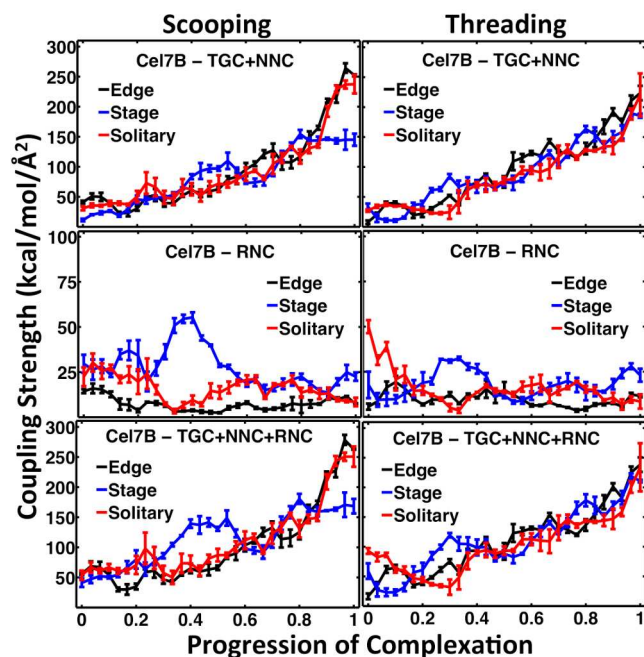 Scooping
Threading
Coupling Strength (kcal/mol/Å²)
300
250
200
150
100
50
Cel7B – TGC+NNC
Edge
Stage
Solitary
Cel7B – TGC+NNC
Edge
Stage
Solitary
100
75
50
25
Cel7B – RNC
Edge
Stage
Solitary
Cel7B – RNC
Edge
Stage
Solitary
300
250
200
150
100
50
Cel7B – TGC+NNC+RNC
Edge
Stage
Solitary
Cel7B – TGC+NNC+RNC
Edge
Stage
Solitary
0 0.2 0.4 0.6 0.8 1
0 0.2 0.4 0.6 0.8 1
Progression of Complexation